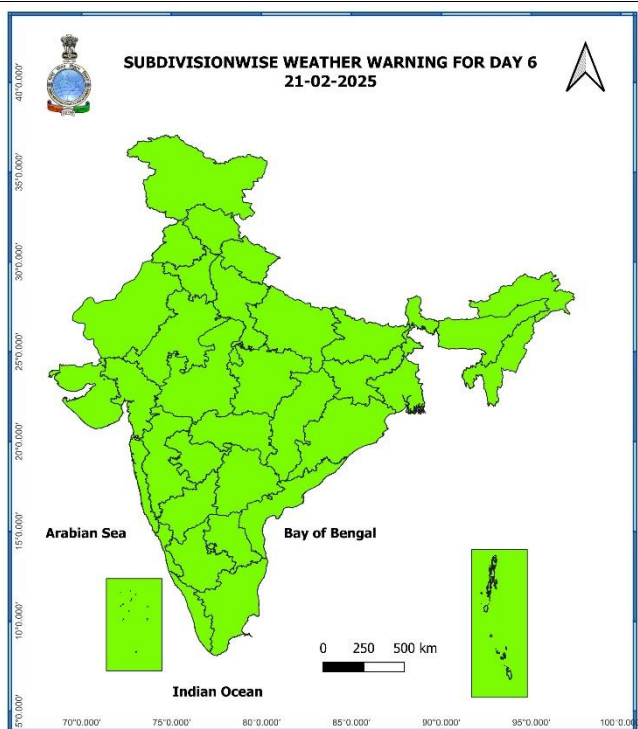 SUBDIVISIONWISE WEATHER WARNING FOR DAY 6
21-02-2025
40°0.000'
35°0.000'
30°0.000'
25°0.000'
20°0.000'
15°0.000'
10°0.000'
5°0.000'
Arabian Sea
Bay of Bengal
0 250 500 km
Indian Ocean
70°0.000' 75°0.000' 80°0.000' 85°0.000' 90°0.000' 95°0.000' 100°0.000'